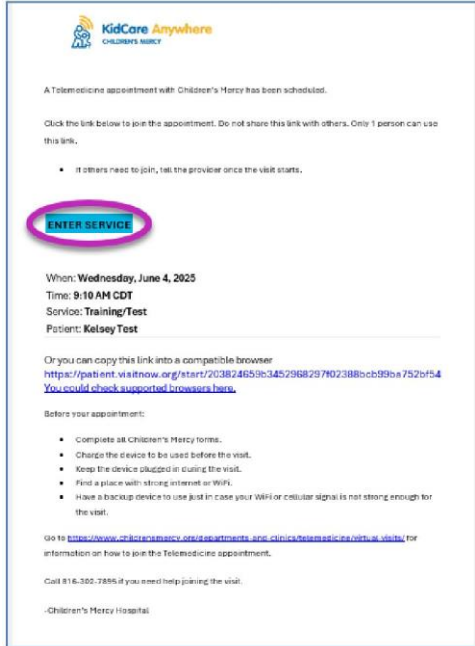 KidCare Anywhere
CHILDREN'S MERCY
A Telemedicine appointment with Children's Mercy has been scheduled.
Click the link below to join the appointment. Do not share this link with others. Only 1 person can use
this link.
▪ If others need to join, tell the provider once the visit starts.
ENTER SERVICE
When: Wednesday, June 4, 2025
Time: 9:10 AM CDT
Service: Training/Test
Patient: Kelsey Test
Or you can copy this link into a compatible browser
https://patient.visitnow.org/start/203824659b3452968297f02388bcb99ba752bf54
You could check supported browsers here.
Before your appointment:
▪ Complete all Children's Mercy forms.
▪ Charge the device to be used before the visit.
▪ Keep the device plugged in during the visit.
▪ Find a place with strong internet or WiFi.
▪ Have a backup device to use just in case your WiFi or cellular signal is not strong enough for
the visit.
Go to https://www.childrensmercy.org/departments-and-clinics/telemedicine/virtual-visits/ for
information on how to join the Telemedicine appointment.
Call 816-302-7895 if you need help joining the visit.
-Children's Mercy Hospital